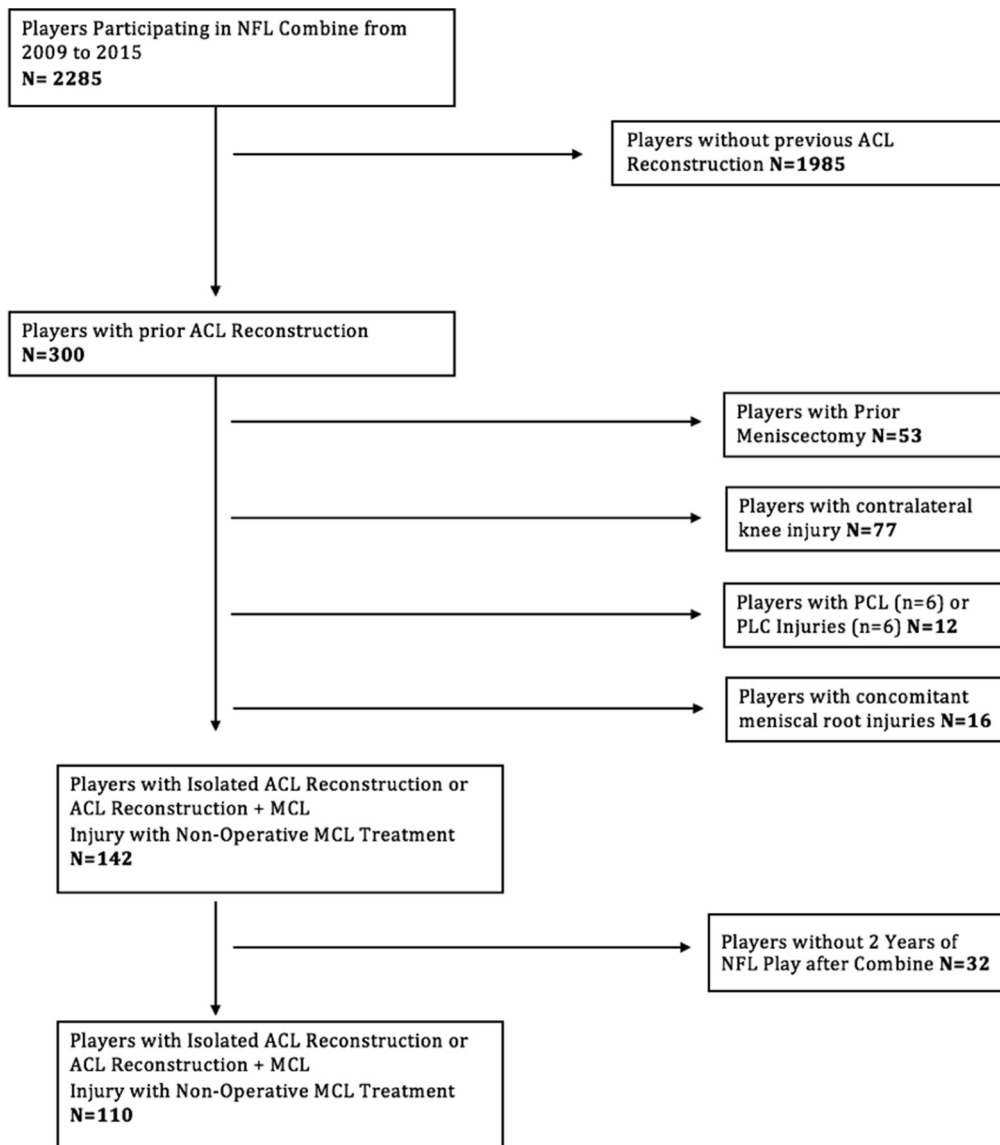 Players Participating in NFL Combine from
2009 to 2015
N= 2285
Players without previous ACL
Reconstruction N=1985
Players with prior ACL Reconstruction
N=300
Players with Prior
Meniscectomy N=53
Players with contralateral
knee injury N=77
Players with PCL (n=6) or
PLC Injuries (n=6) N=12
Players with concomitant
meniscal root injuries N=16
Players with Isolated ACL Reconstruction or
ACL Reconstruction + MCL
Injury with Non-Operative MCL Treatment
N=142
Players without 2 Years of
NFL Play after Combine N=32
Players with Isolated ACL Reconstruction or
ACL Reconstruction + MCL
Injury with Non-Operative MCL Treatment
N=110